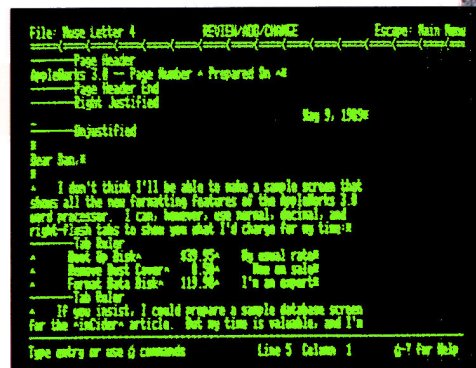 File: Muse Letter 4 REVIEW/ADD/CHANGE Escape: Main Menu
Page Header
AppleWorks 3.0 -- Page Number ^ Prepared On ^
Page Header End
Right Justified
May 9, 1989
Unjustified
Dear Dan,
^ I don't think I'll be able to make a sample screen that
shows all the new formatting features of the AppleWorks 3.0
word processor. I can, however, use normal, decimal, and
right-flush tabs to show you what I'd charge for my time:
Tab Ruler
^ Boot Up Disk^ $39.95^ My usual rate
^ Remove Dust Cover^ 8.50^ Now on sale
^ Format Data Disk^ 119.96^ I'm an expert
Tab Ruler
^ If you insist, I could prepare a sample database screen
for the ^inCider^ article. But my time is valuable, and I'm
Type entry or use commands Line 5 Column 1 -? for Help